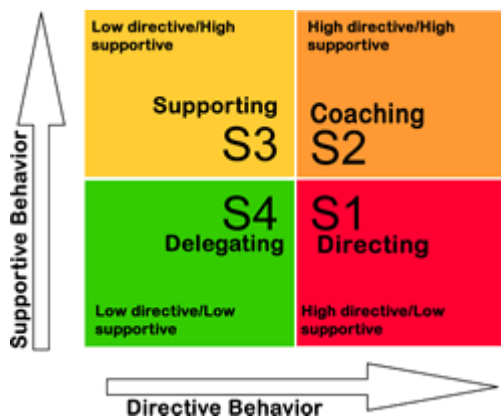 Low directive/High
supportive
High directive/High
supportive
Supporting
S3
Coaching
S2
S4
Delegating
S1
Directing
Low directive/Low
supportive
High directive/Low
supportive
Supportive Behavior
Directive Behavior